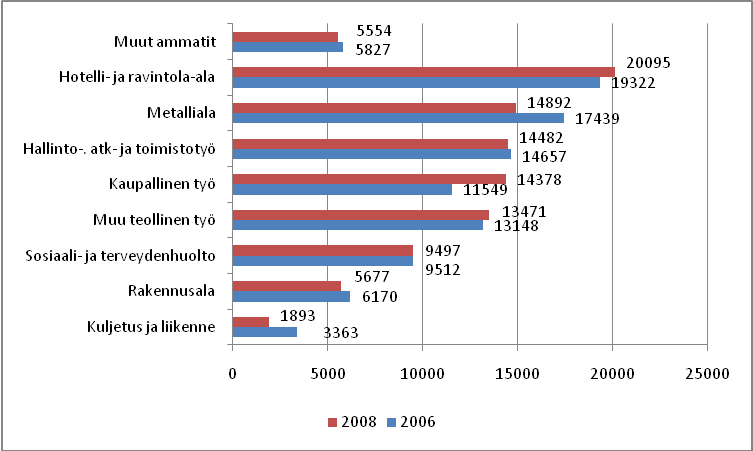 Muut ammatit
5554
5827
Hotelli- ja ravintola-ala
20095
19322
Metalliala
14892
17439
Hallinto-. atk- ja toimistotyö
14482
14657
Kaupallinen työ
14378
11549
Muu teollinen työ
13471
13148
Sosiaali- ja terveydenhuolto
9497
9512
Rakennusala
5677
6170
Kuljetus ja liikenne
1893
3363
0 5000 10000 15000 20000 25000
2008 2006